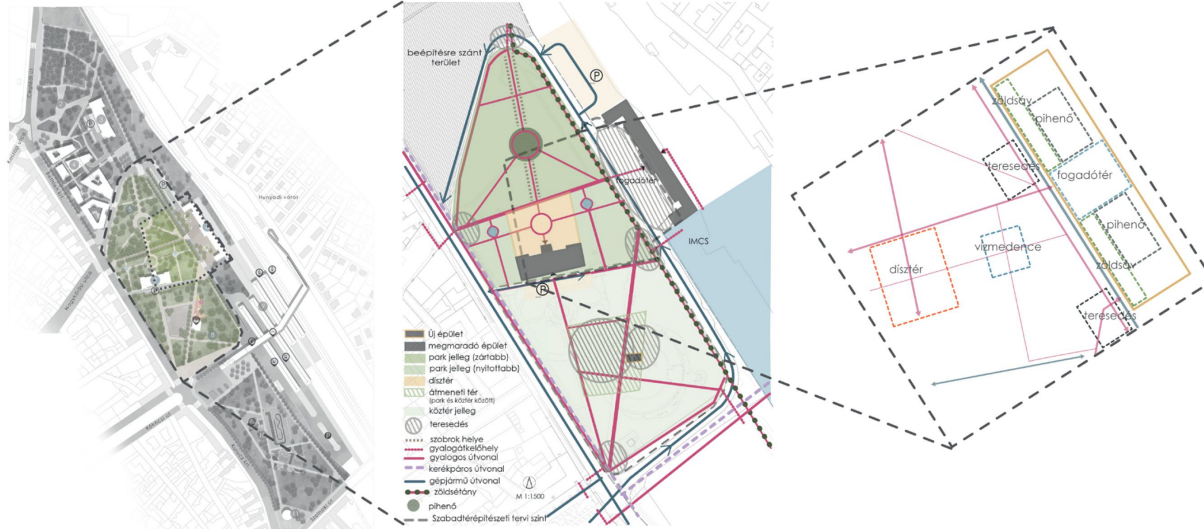 Hunyadi város
beépítésre szánt
terület
P
fogadótér
IMCS
P
Új épület
megmaradó épület
park jelleg (zártabb)
park jelleg (nyitottabb)
dísztér
átmeneti tér
(park és köztér között)
köztér jelleg
teresedés
szobrok helye
gyalogátkelőhely
gyalogos útvonal
kerékpáros útvonal
gépjármű útvonal
zöldsétány
pihenő
Szabadtérépítészeti tervi szint
M 1:1500
zöldsáv
pihenő
teresedés
fogadótér
pihenő
vízmedence
dísztér
zöldsáv
teresedés